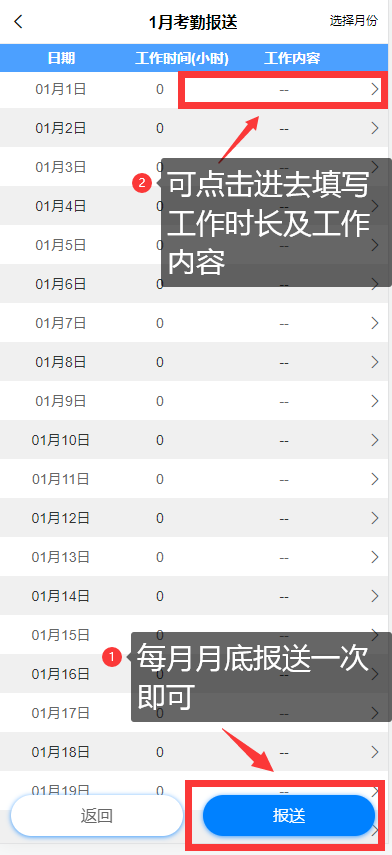 1月考勤报送
选择月份
日期 工作时间(小时) 工作内容
01月1日 0 --
01月2日 0 --
01月3日 0
2 可点击进去填写
工作时长及工作
内容
01月4日 0
01月5日 0
01月6日 0
01月7日 0 --
01月8日 0 --
01月9日 0 --
01月10日 0 --
01月11日 0 --
01月12日 0 --
01月13日 0 --
01月14日 0 --
01月15日
1 每月月底报送一次
即可
01月16日
01月17日
01月18日 0 --
01月19日 0 --
返回 报送